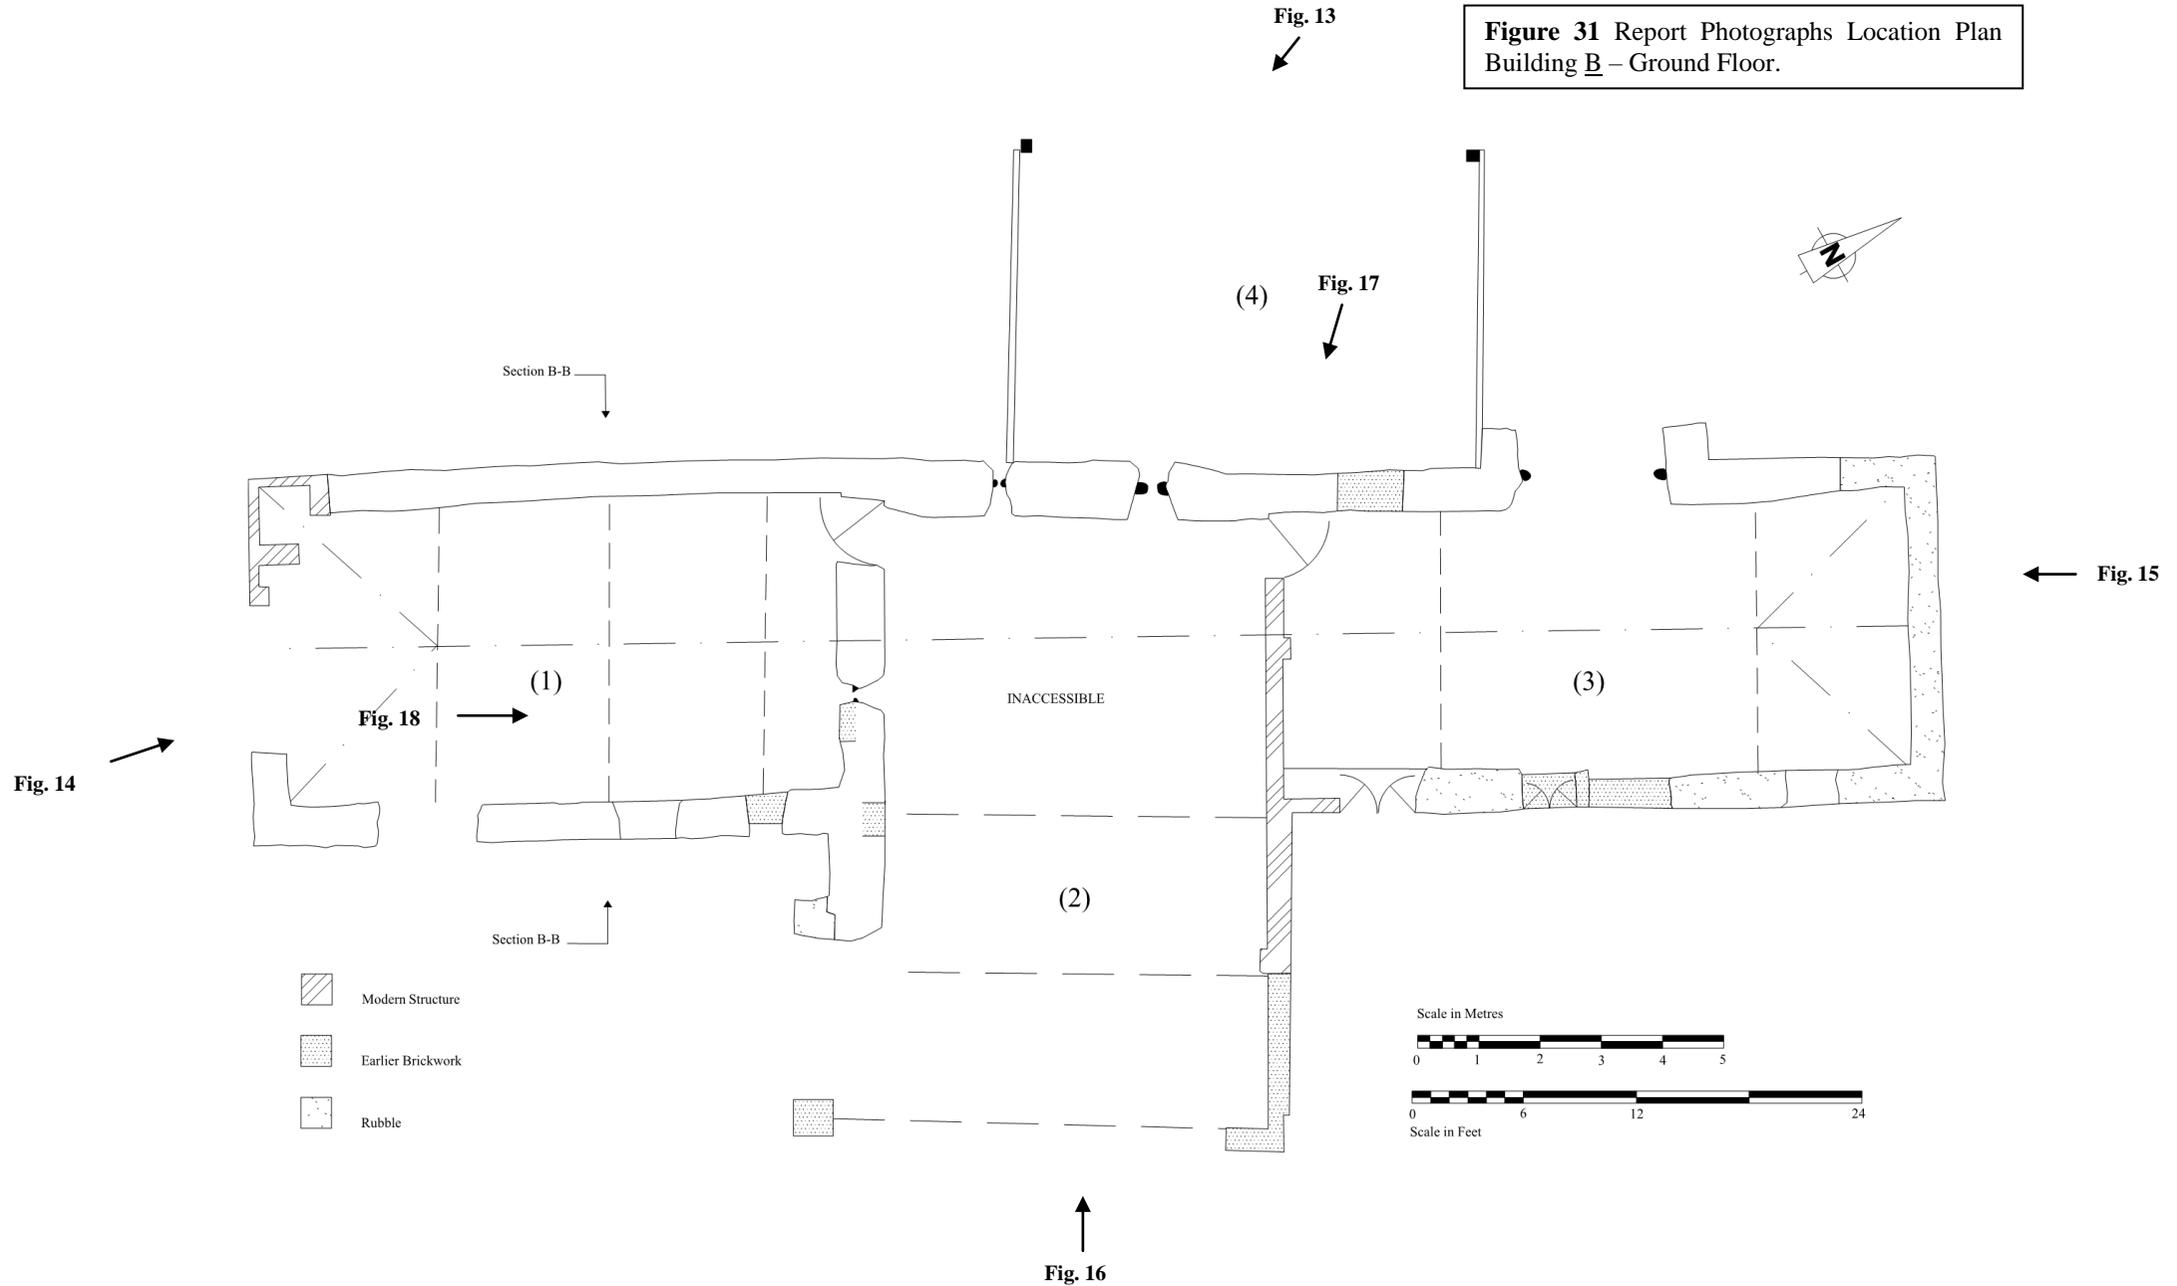 Fig. 13
Figure 31 Report Photographs Location Plan
Building B – Ground Floor.
N
(4)
Fig. 17
Section B-B
Fig. 15
(1)
(3)
INACCESSIBLE
Fig. 18
Fig. 14
(2)
Section B-B
Modern Structure
Earlier Brickwork
Rubble
Scale in Metres
0 1 2 3 4 5
0 6 12 24
Scale in Feet
Fig. 16